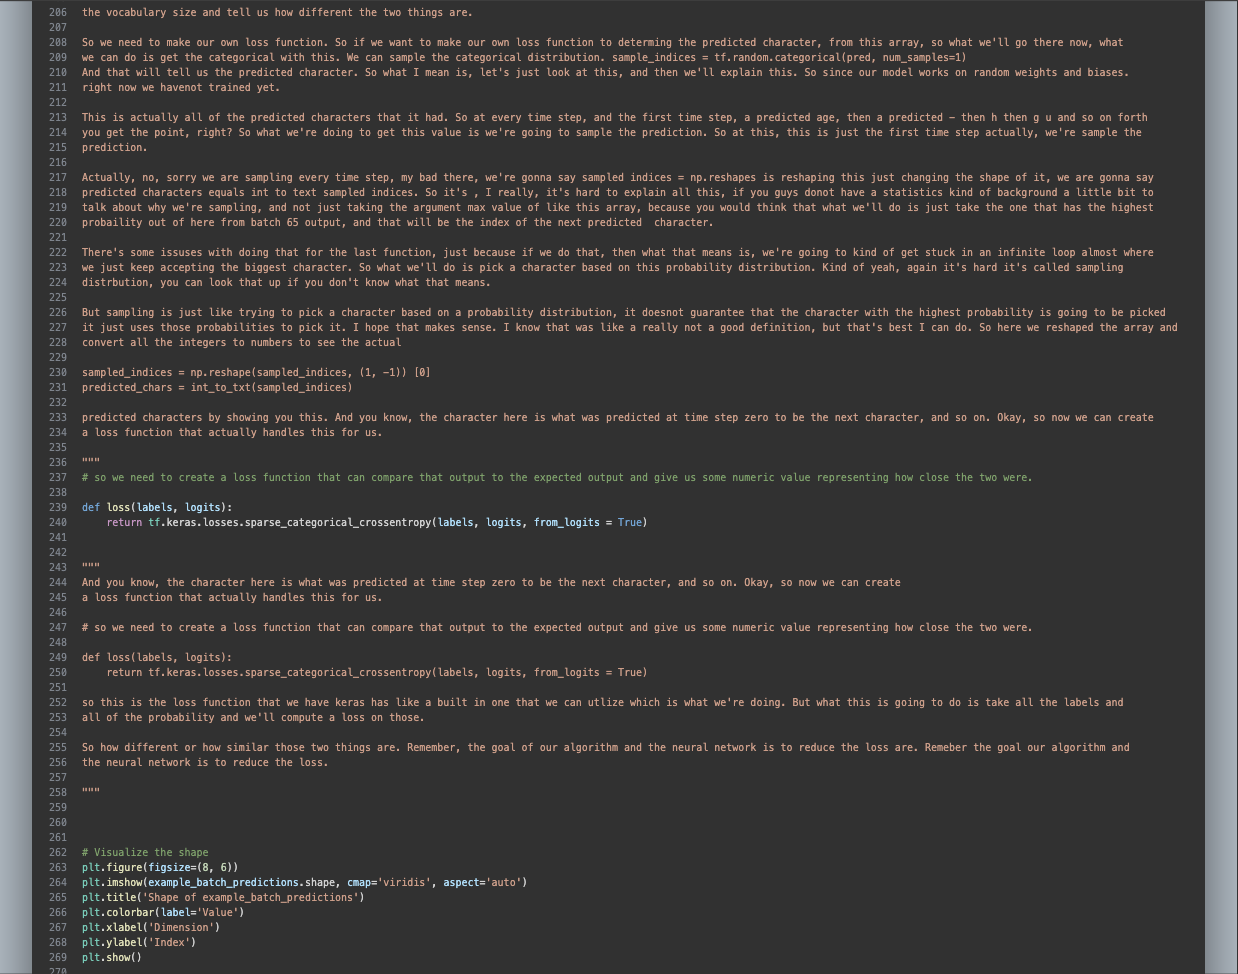 206 the vocabulary size and tell us how different the two things are.
207
208 So we need to make our own loss function. So if we want to make our own loss function to determing the predicted character, from this array, so what we'll go there now, what
209 we can do is get the categorical with this. We can sample the categorical distribution. sample_indices = tf.random.categorical(pred, num_samples=1)
210 And that will tell us the predicted character. So what I mean is, let's just look at this, and then we'll explain this. So since our model works on random weights and biases.
211 right now we havenot trained yet.
212
213 This is actually all of the predicted characters that it had. So at every time step, and the first time step, a predicted age, then a predicted – then h then g u and so on forth
214 you get the point, right? So what we're doing to get this value is we're going to sample the prediction. So at this, this is just the first time step actually, we're sample the
215 prediction.
216
217 Actually, no, sorry we are sampling every time step, my bad there, we're gonna say sampled indices = np.reshapes is reshaping this just changing the shape of it, we are gonna say
218 predicted characters equals int to text sampled indices. So it's , I really, it's hard to explain all this, if you guys donot have a statistics kind of background a little bit to
219 talk about why we're sampling, and not just taking the argument max value of like this array, because you would think that what we'll do is just take the one that has the highest
220 probaility out of here from batch 65 output, and that will be the index of the next predicted  character.
221
222 There's some issuses with doing that for the last function, just because if we do that, then what that means is, we're going to kind of get stuck in an infinite loop almost where
223 we just keep accepting the biggest character. So what we'll do is pick a character based on this probability distribution. Kind of yeah, again it's hard it's called sampling
224 distrbution, you can look that up if you don't know what that means.
225
226 But sampling is just like trying to pick a character based on a probability distribution, it doesnot guarantee that the character with the highest probability is going to be picked
227 it just uses those probabilities to pick it. I hope that makes sense. I know that was like a really not a good definition, but that's best I can do. So here we reshaped the array and
228 convert all the integers to numbers to see the actual
229
230 sampled_indices = np.reshape(sampled_indices, (1, −1)) [0]
231 predicted_chars = int_to_txt(sampled_indices)
232
233 predicted characters by showing you this. And you know, the character here is what was predicted at time step zero to be the next character, and so on. Okay, so now we can create
234 a loss function that actually handles this for us.
235
236 """
237 # so we need to create a loss function that can compare that output to the expected output and give us some numeric value representing how close the two were.
238
239 def loss(labels, logits):
240     return tf.keras.losses.sparse_categorical_crossentropy(labels, logits, from_logits = True)
241
242
243 """
244 And you know, the character here is what was predicted at time step zero to be the next character, and so on. Okay, so now we can create
245 a loss function that actually handles this for us.
246
247 # so we need to create a loss function that can compare that output to the expected output and give us some numeric value representing how close the two were.
248
249 def loss(labels, logits):
250     return tf.keras.losses.sparse_categorical_crossentropy(labels, logits, from_logits = True)
251
252 so this is the loss function that we have keras has like a built in one that we can utlize which is what we're doing. But what this is going to do is take all the labels and
253 all of the probability and we'll compute a loss on those.
254
255 So how different or how similar those two things are. Remember, the goal of our algorithm and the neural network is to reduce the loss are. Remeber the goal our algorithm and
256 the neural network is to reduce the loss.
257
258 """
259
260
261
262 # Visualize the shape
263 plt.figure(figsize=(8, 6))
264 plt.imshow(example_batch_predictions.shape, cmap='viridis', aspect='auto')
265 plt.title('Shape of example_batch_predictions')
266 plt.colorbar(label='Value')
267 plt.xlabel('Dimension')
268 plt.ylabel('Index')
269 plt.show()
270